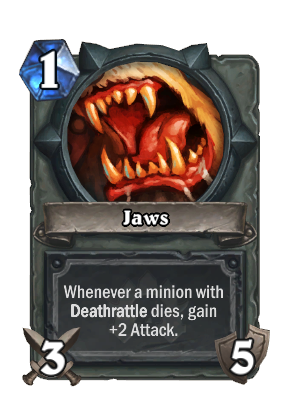 1
Jaws
Whenever a minion with
Deathrattle dies, gain
+2 Attack.
3
5